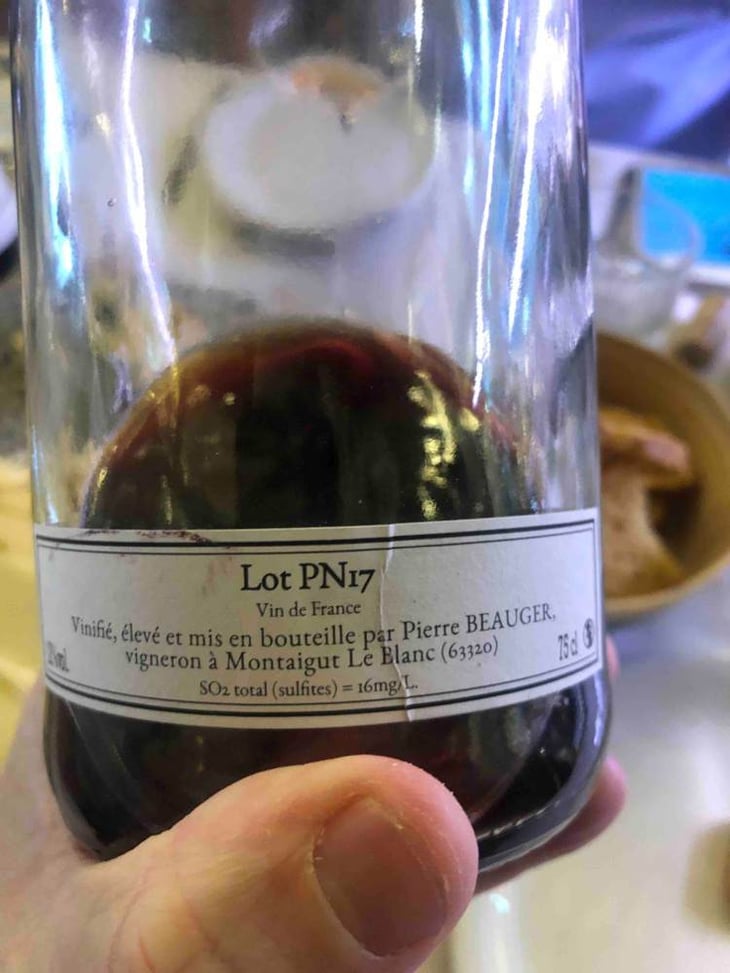 Lot PN17
Vin de France
Vinifié, élevé et mis en bouteille par Pierre BEAUGER,
vigneron à Montaigut Le Blanc (63320)
75 cl
SO2 total (sulfites) = 16mg/L.